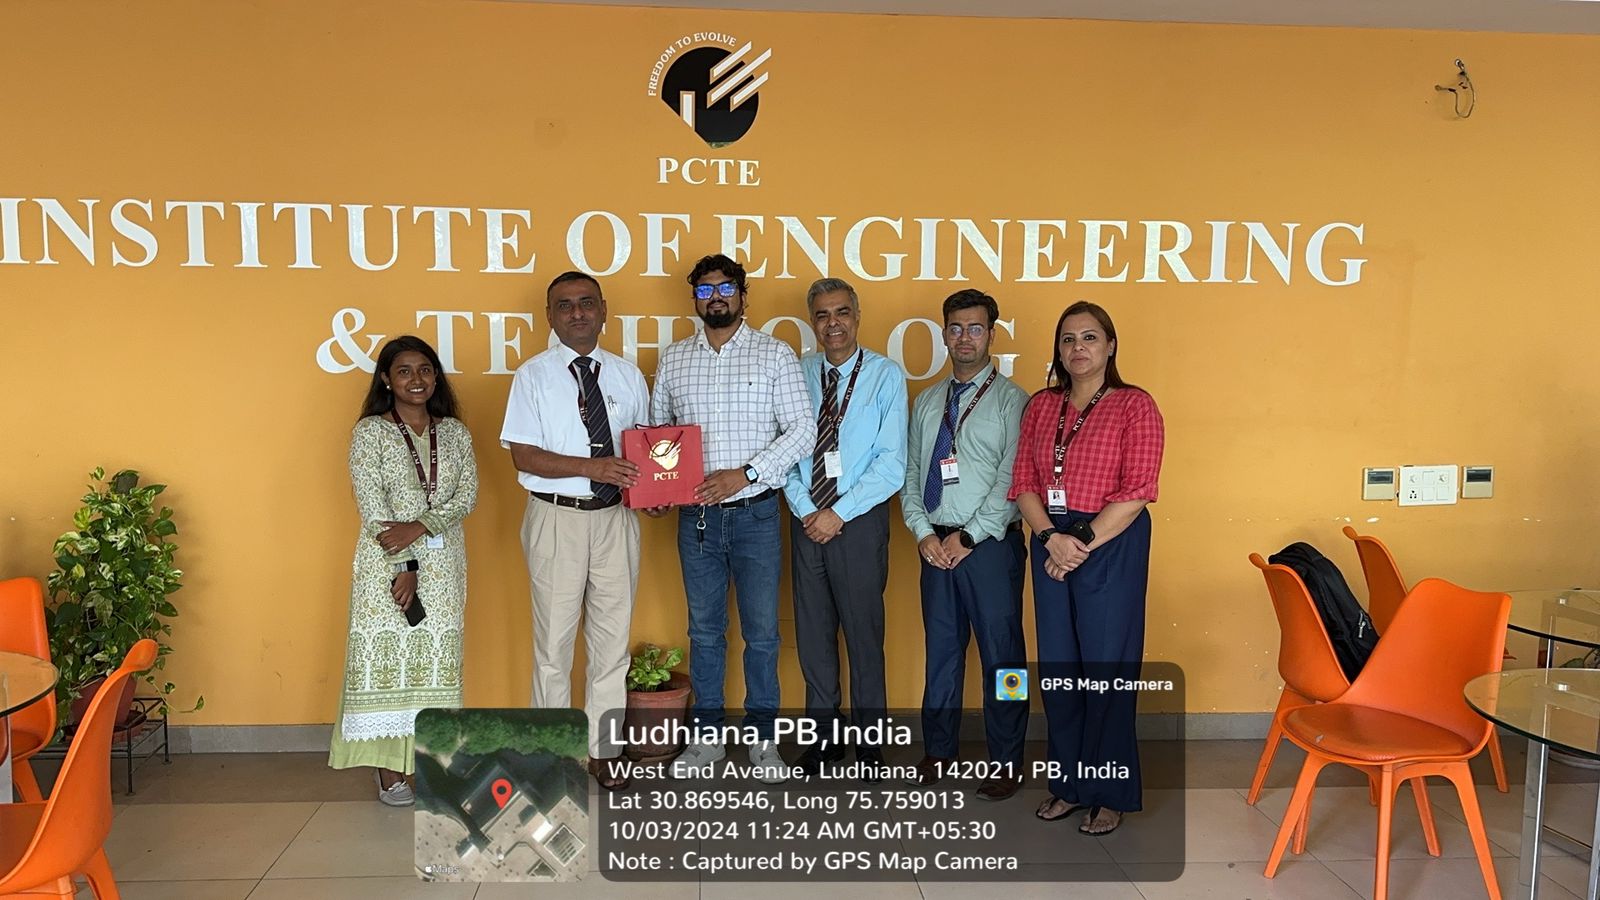 FREEDOM TO EVOLVE
PCTE
INSTITUTE OF ENGINEERING
& TECHNOLOG
PCTE
GPS Map Camera
Ludhiana,PB,India
West End Avenue, Ludhiana, 142021, PB, India
Lat 30.869546, Long 75.759013
10/03/2024 11:24 AM GMT+05:30
Note : Captured by GPS Map Camera
Maps